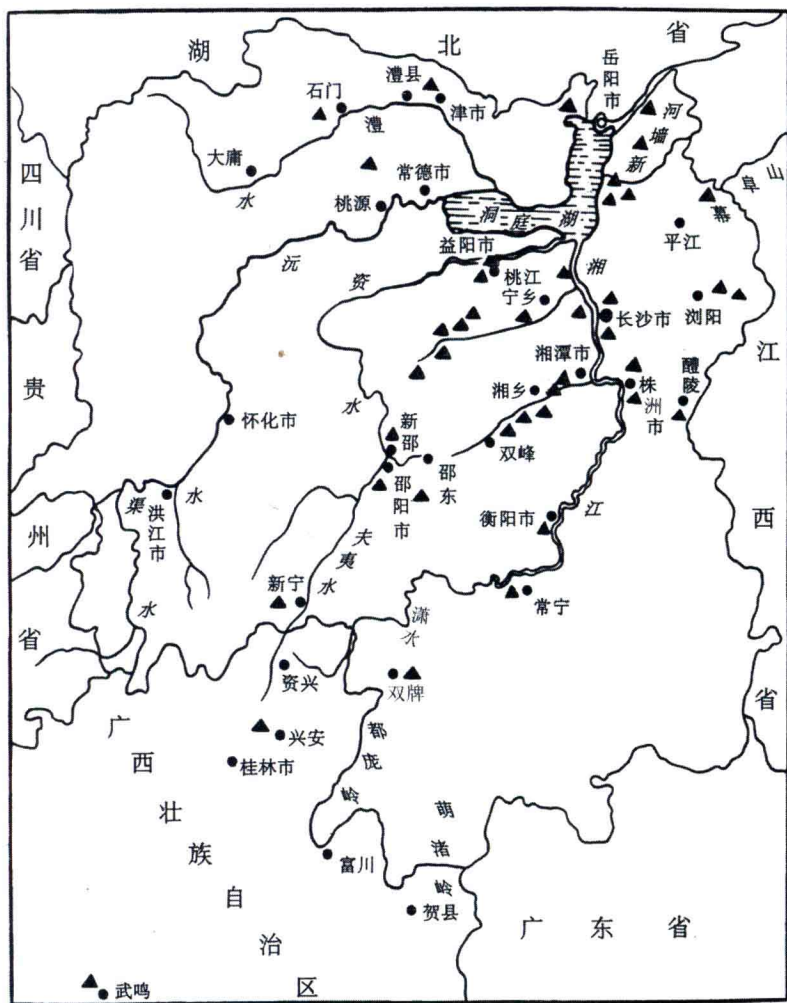 湖北省
岳阳市
澧县
石门
津市
澧水
大庸
常德市
桃源
洞庭湖
新墙河
幕阜山
平江
四川省
益阳市
沅水
资水
桃江
宁乡
湘江
长沙市
浏阳
湘潭市
湘乡
株洲市
醴陵
江西省
贵州省
怀化市
新邵
双峰
邵东
邵阳市
渠水
洪江市
衡阳市
夫夷水
新宁
常宁
潇水
资兴
双牌
广西壮族自治区
兴安
桂林市
都庞岭
萌渚岭
富川
贺县
广东省
武鸣